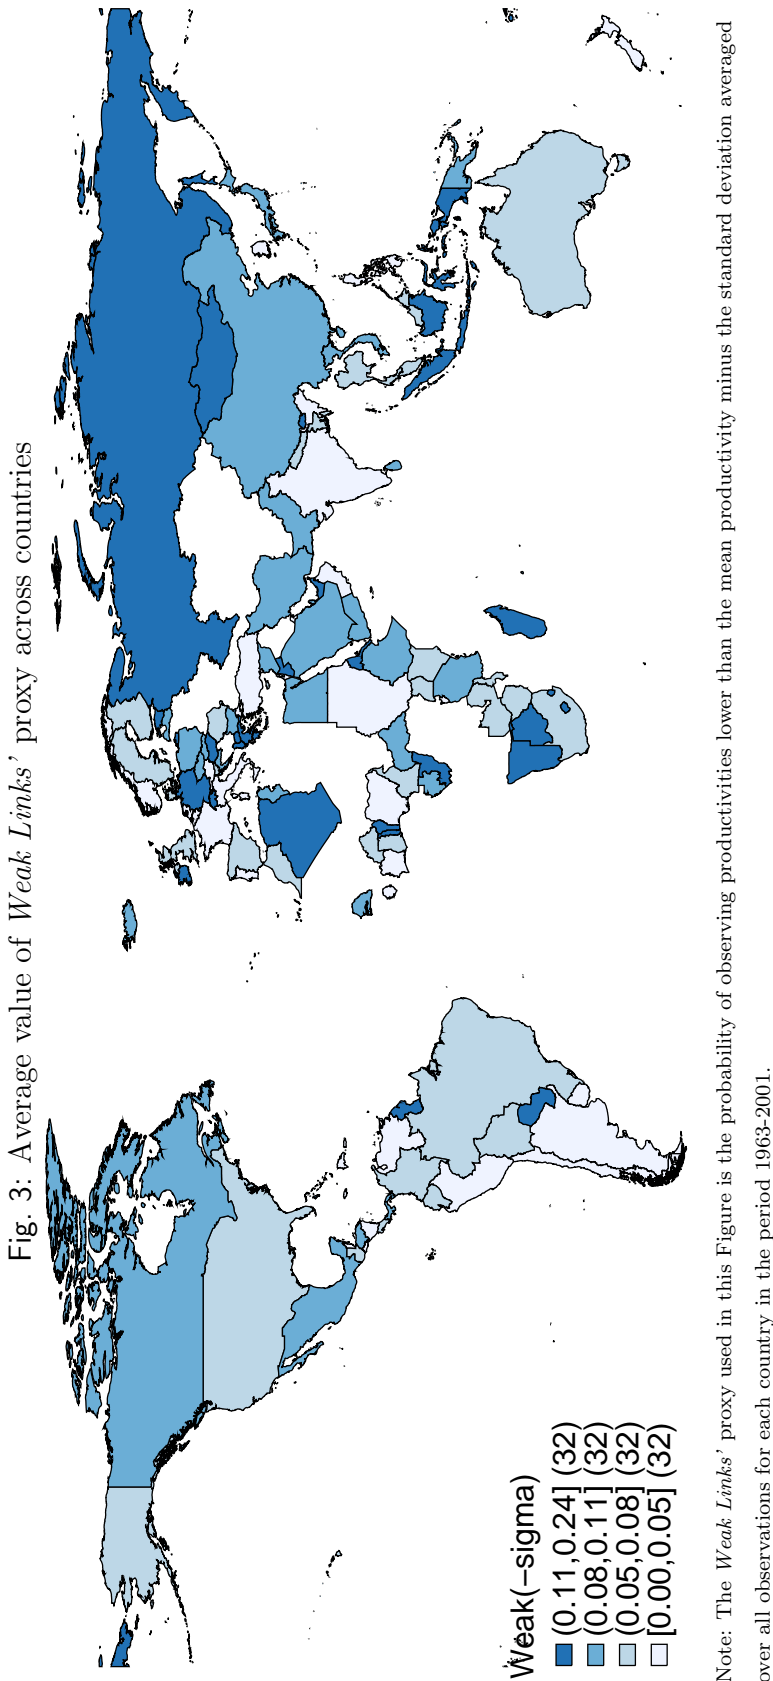 Fig. 3: Average value of Weak Links’ proxy across countries
Weak(−sigma)
(0.11,0.24] (32)
(0.08,0.11] (32)
(0.05,0.08] (32)
[0.00,0.05] (32)
Note: The Weak Links’ proxy used in this Figure is the probability of observing productivities lower than the mean productivity minus the standard deviation averaged
over all observations for each country in the period 1963-2001.